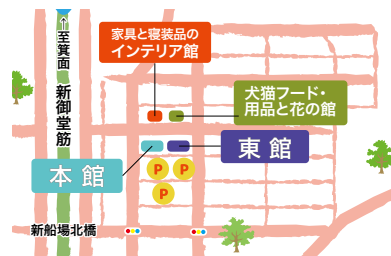 ↑至箕面
新御堂筋
家具と寝装品の
インテリア館
犬猫フード・
用品と花の館
本館
東館
P
P
P
新船場北橋